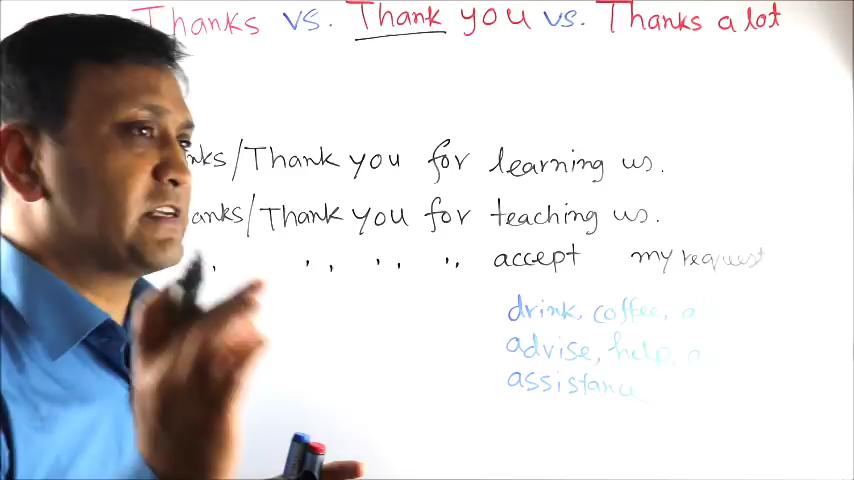 Thanks vs. Thank you vs. Thanks a lot
nks/Thank you for learning us.
anks/Thank you for teaching us.
,, ,, ,, accept my request
drink, coffee,
advise, help,
assistance